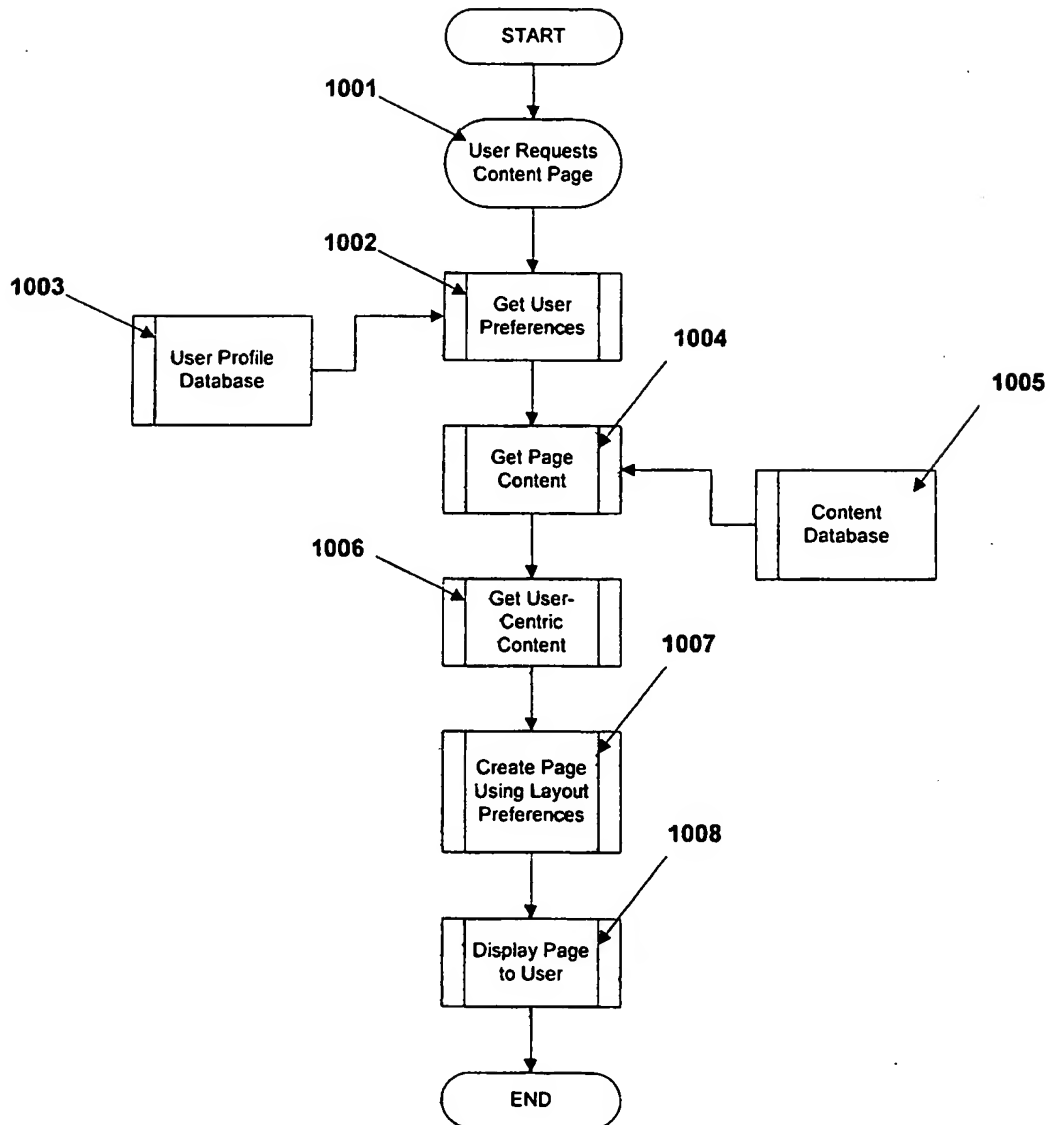 START
1001
User Requests
Content Page
1002
Get User
Preferences
1003
User Profile
Database
1004
Get Page
Content
1005
Content
Database
1006
Get User-
Centric
Content
1007
Create Page
Using Layout
Preferences
1008
Display Page
to User
END